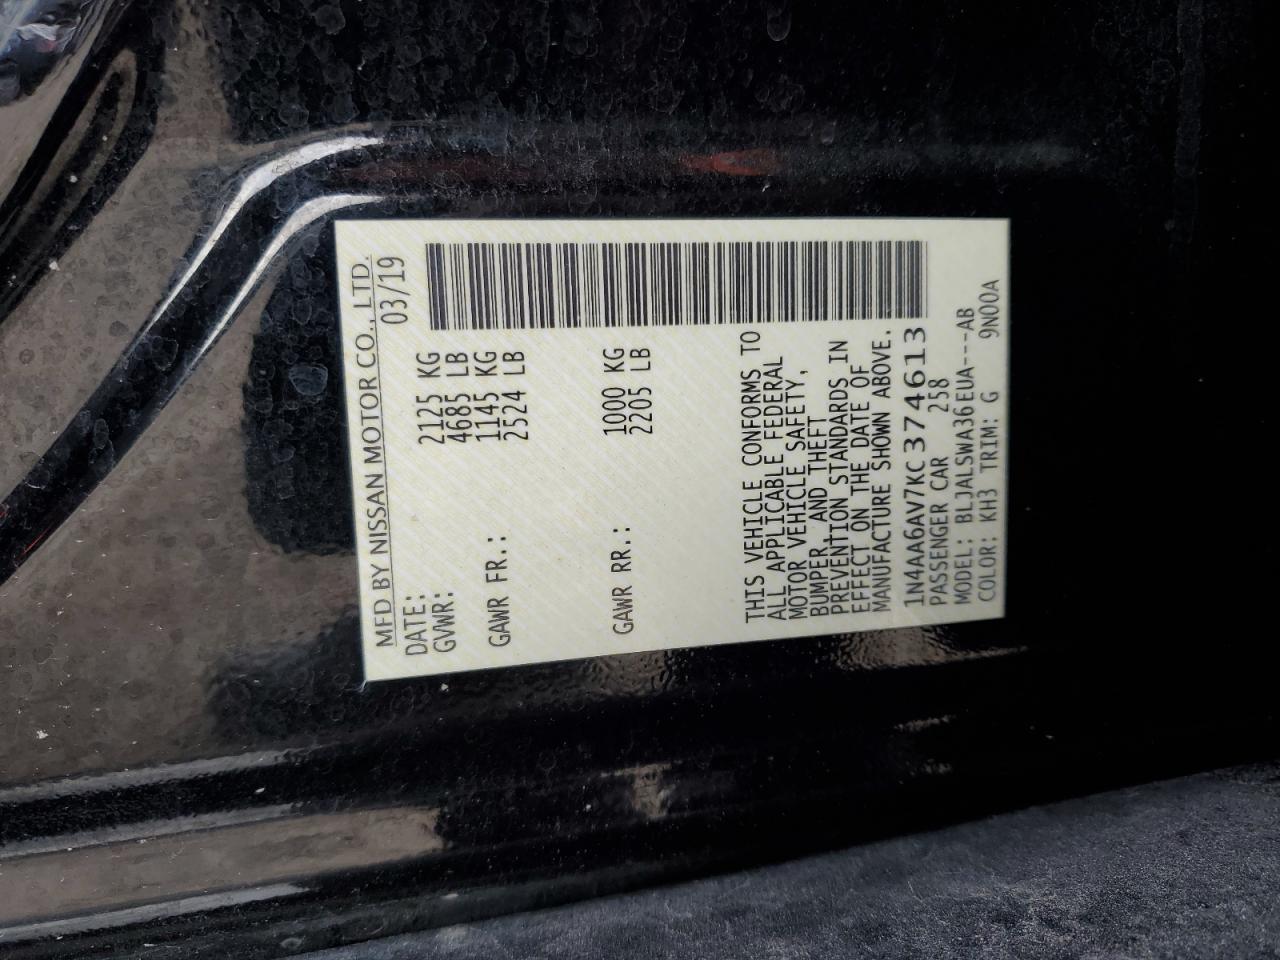 MFD BY NISSAN MOTOR CO., LTD.
DATE: 03/19
GVWR: 2125 KG
4685 LB
GAWR FR.: 1145 KG
2524 LB
GAWR RR.: 1000 KG
2205 LB
THIS VEHICLE CONFORMS TO
ALL APPLICABLE FEDERAL
MOTOR VEHICLE SAFETY,
BUMPER, AND THEFT
PREVENTION STANDARDS IN
EFFECT ON THE DATE OF
MANUFACTURE SHOWN ABOVE.
1N4AA6AV7KC374613
PASSENGER CAR 258
MODEL: BLJALSWA36EUA---AB
COLOR: KH3 TRIM: G 9N00A